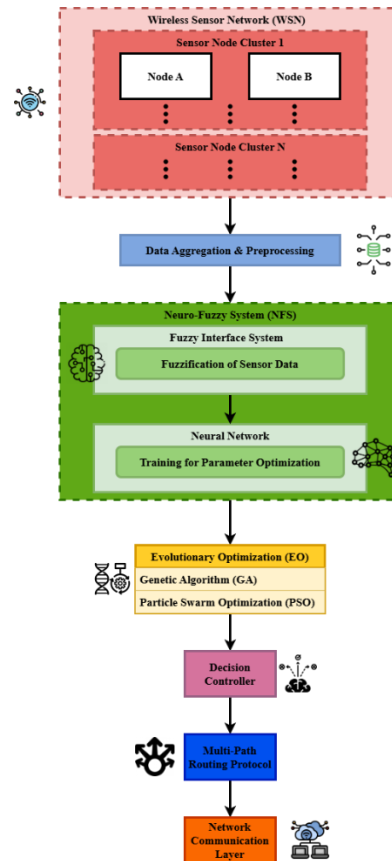 Wireless Sensor Network (WSN)
Sensor Node Cluster 1
Node A
Node B
Sensor Node Cluster N
Data Aggregation & Preprocessing
Neuro-Fuzzy System (NFS)
Fuzzy Interface System
Fuzzification of Sensor Data
Neural Network
Training for Parameter Optimization
Evolutionary Optimization (EO)
Genetic Algorithm (GA)
Particle Swarm Optimization (PSO)
Decision
Controller
Multi-Path
Routing Protocol
Network
Communication
Layer